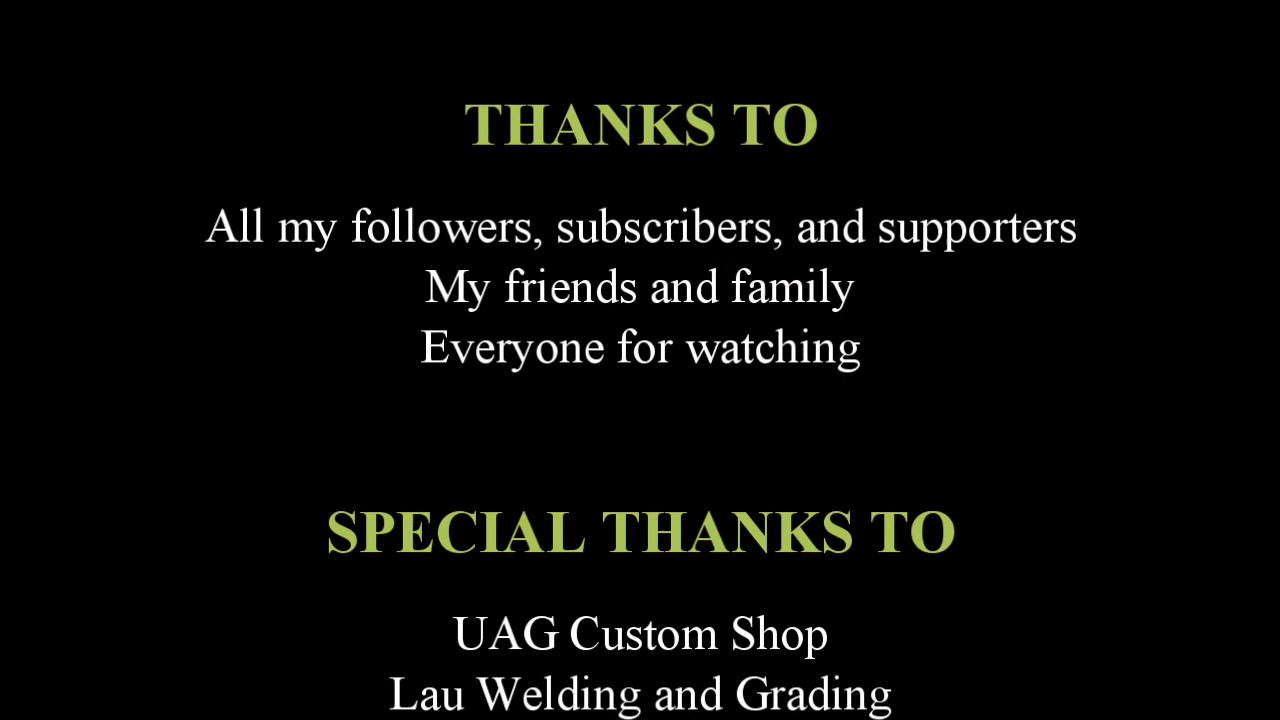 THANKS TO
All my followers, subscribers, and supporters
My friends and family
Everyone for watching
SPECIAL THANKS TO
UAG Custom Shop
Lau Welding and Grading